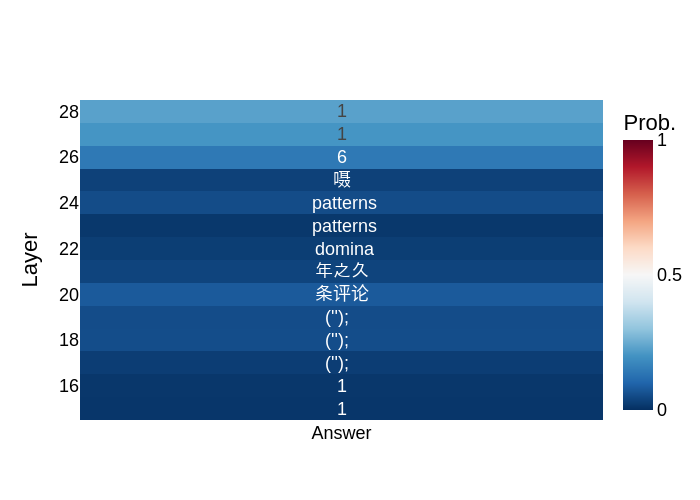 28
1
Prob.
1
1
26
6
嗫
24
patterns
patterns
22
domina
0.5
Layer
年之久
20
条评论
('');
18
('');
('');
16
1
1
0
Answer